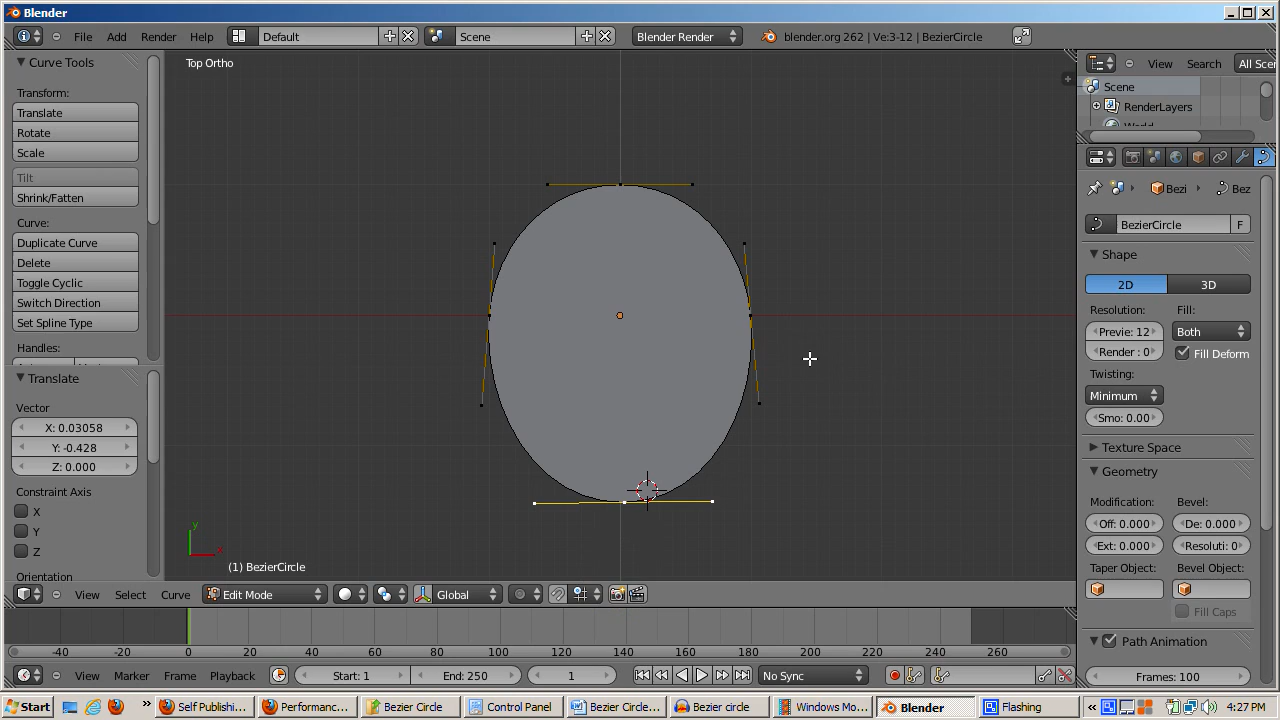 Blender
File Add Render Help Default Scene Blender Render blender.org 262 | Ve:3-12 | BezierCircle
Curve Tools
Transform:
Translate
Rotate
Scale
Tilt
Shrink/Fatten
Curve:
Duplicate Curve
Delete
Toggle Cyclic
Switch Direction
Set Spline Type
Handles:
Translate
Vector
X: 0.03058
Y: -0.428
Z: 0.000
Constraint Axis
X
Y
Z
Orientation
Top Ortho
y
x
(1) BezierCircle
View Select Curve Edit Mode Global
-40 -20 0 20 40 60 80 100 120 140 160 180 200 220 240 260
View Marker Frame Playback Start: 1 End: 250 1 No Sync
View Search All Scen
Scene
RenderLayers
World
Bezi Bez
BezierCircle F
Shape
2D 3D
Resolution: Fill:
Previe: 12 Both
Render: 0 Fill Deform
Twisting:
Minimum
Smo: 0.00
Texture Space
Geometry
Modification: Bevel:
Off: 0.000 De: 0.000
Ext: 0.000 Resoluti: 0
Taper Object: Bevel Object:
Fill Caps
Path Animation
Frames: 100
Start Self Publishi... Performanc... Bezier Circle Control Panel Bezier Circle... Bezier circle Windows Mo... Blender Flashing 4:27 PM